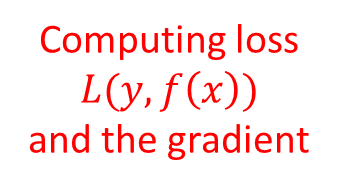 Computing loss
L(y, f(x))
and the gradient